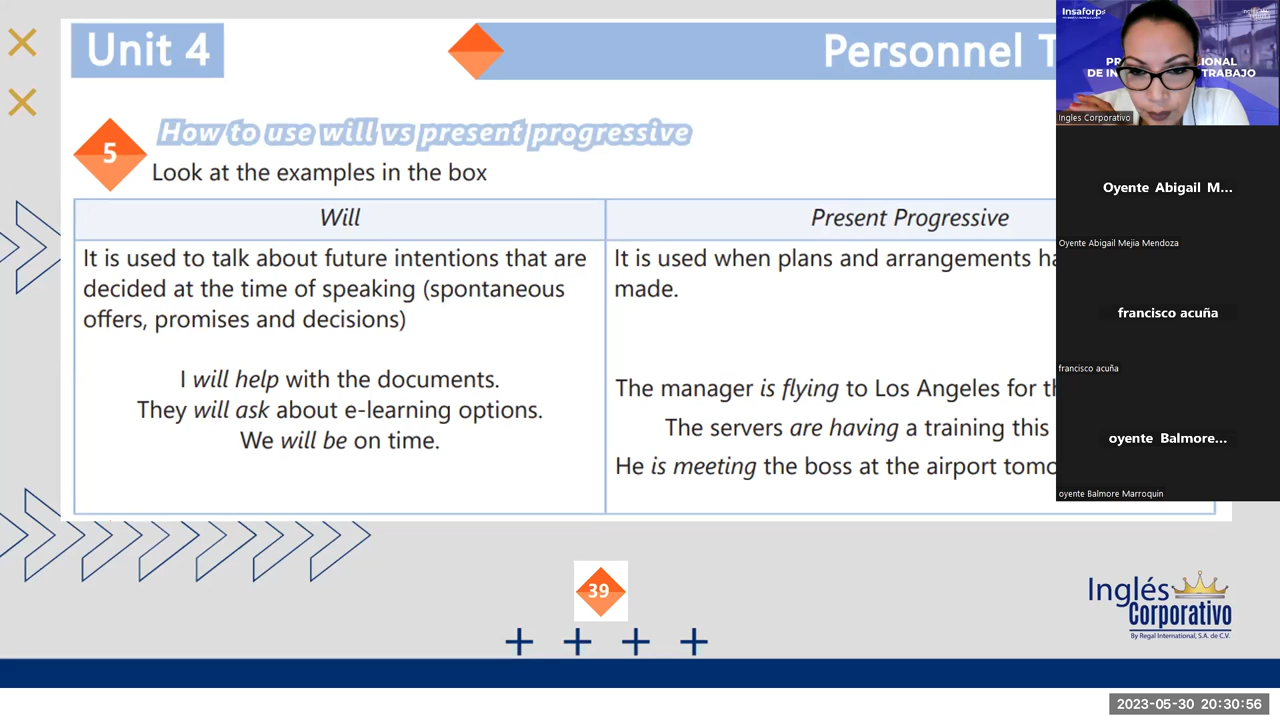 Unit 4
Personnel T
5
How to use will vs present progressive
Look at the examples in the box
Will
Present Progressive
It is used to talk about future intentions that are
decided at the time of speaking (spontaneous
offers, promises and decisions)
I will help with the documents.
They will ask about e-learning options.
We will be on time.
It is used when plans and arrangements ha
made.
The manager is flying to Los Angeles for th
The servers are having a training this
He is meeting the boss at the airport tomo
39
Inglés
Corporativo
By Regal International, S.A. de C.V.
Insaforp
IONAL
DE IN TRABAJO
Ingles Corporativo
Oyente Abigail M...
Oyente Abigail Mejia Mendoza
francisco acuña
francisco acuña
oyente Balmore...
oyente Balmore Marroquin
2023-05-30 20:30:56